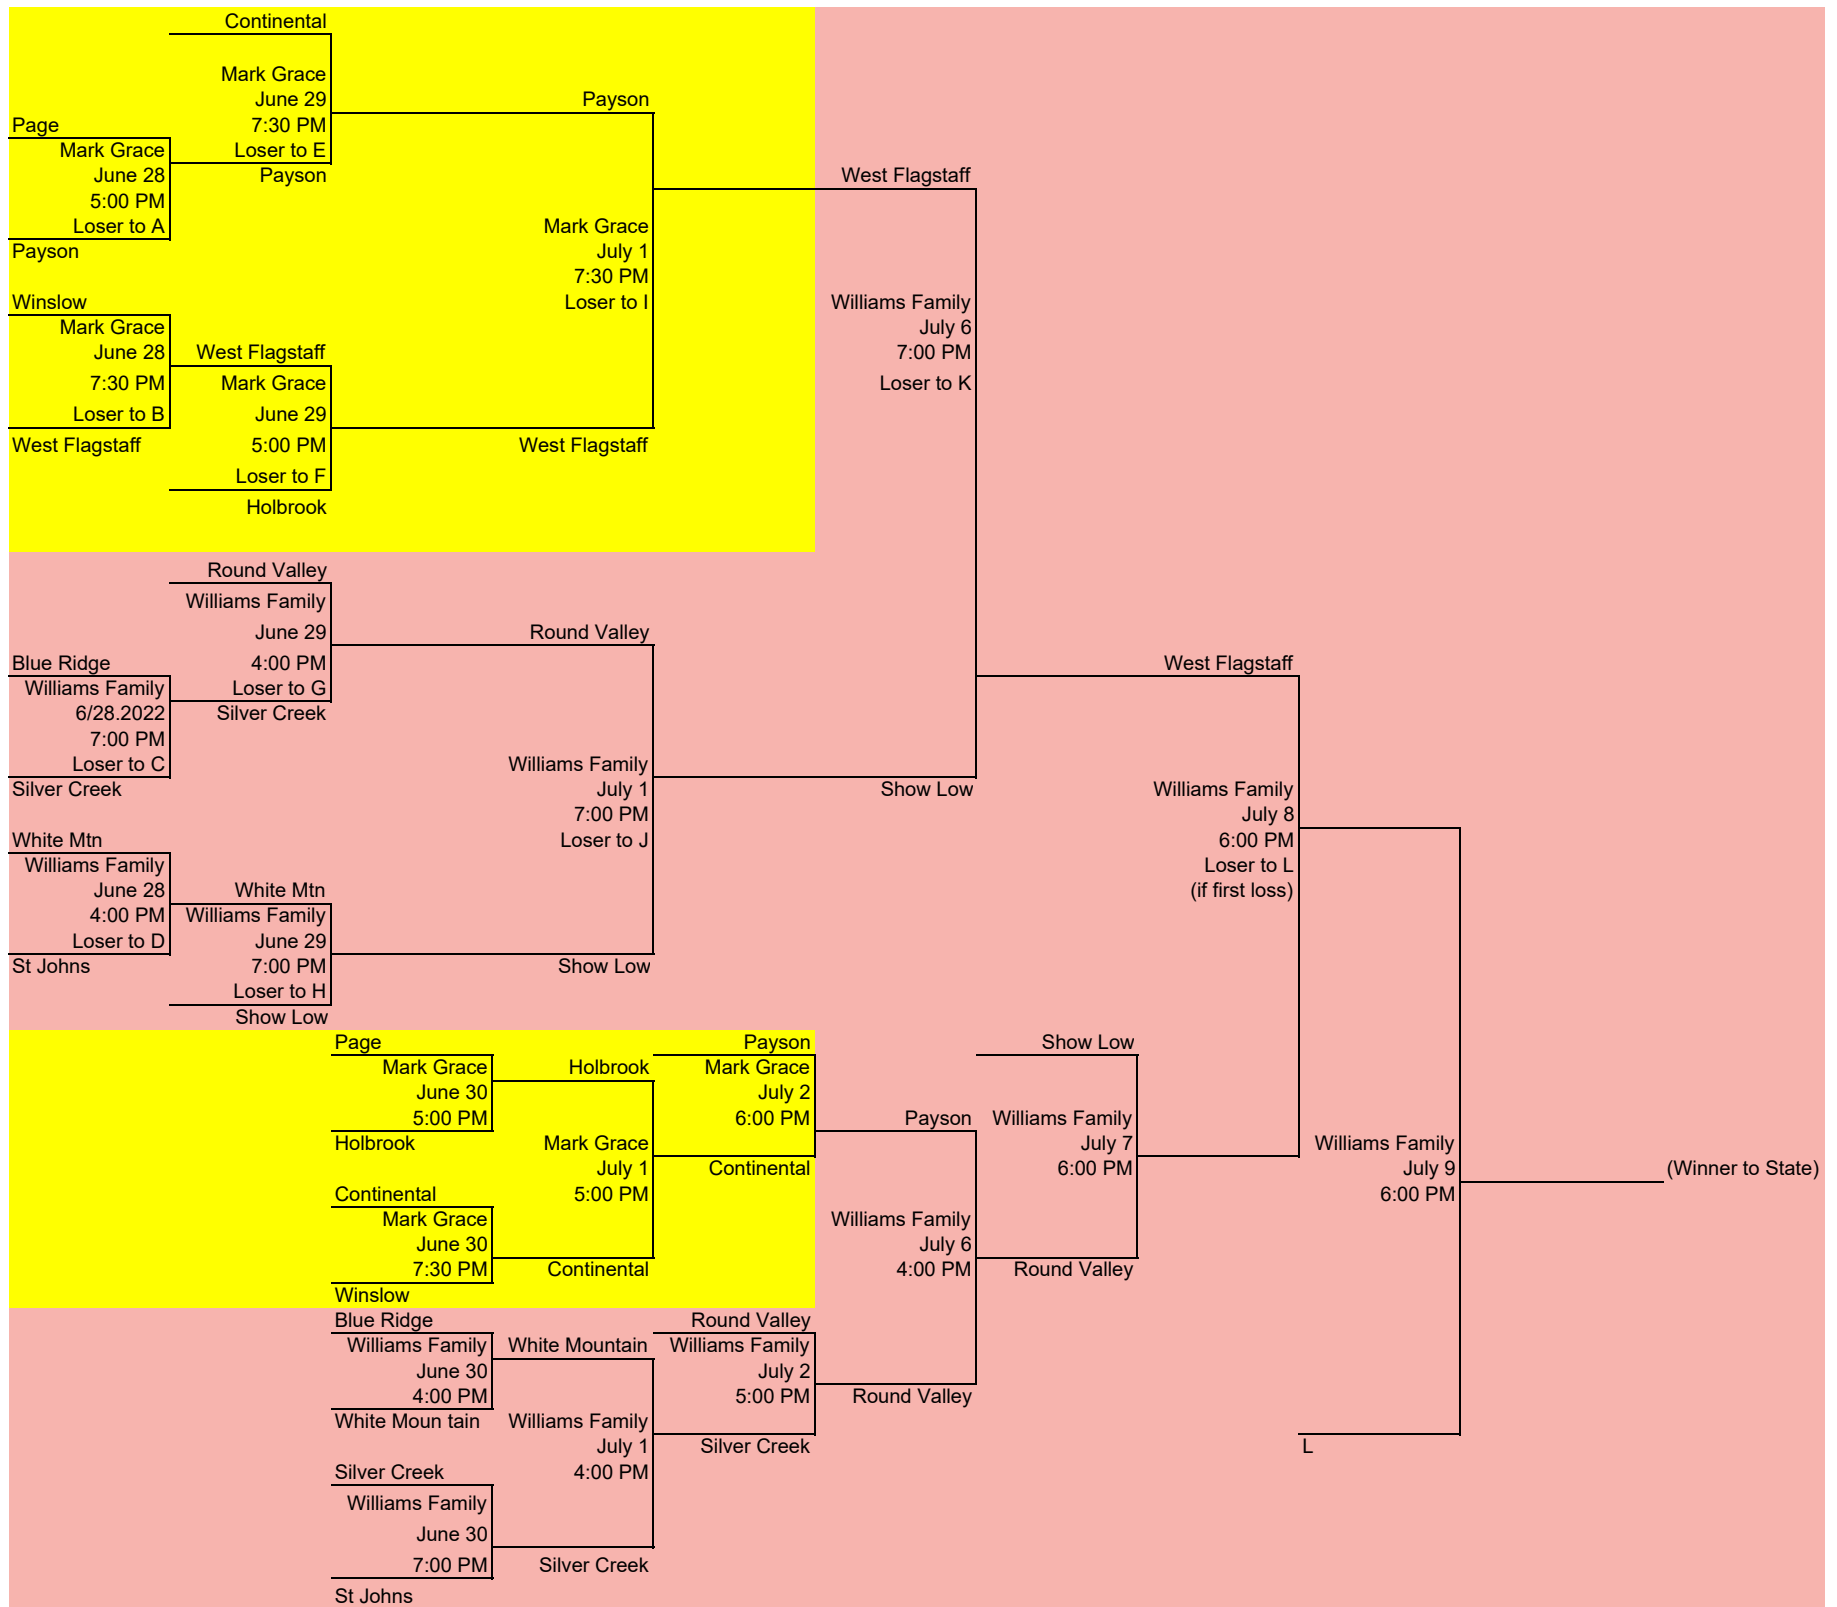 Continental
Mark Grace
June 29
7:30 PM
Loser to E
Payson
Page
Mark Grace
June 28
5:00 PM
Loser to A
Payson
Payson
West Flagstaff
Mark Grace
July 1
7:30 PM
Loser to I
Winslow
Mark Grace
June 28
7:30 PM
Loser to B
West Flagstaff
West Flagstaff
Mark Grace
June 29
5:00 PM
Loser to F
Holbrook
West Flagstaff
Williams Family
July 6
7:00 PM
Loser to K
Round Valley
Williams Family
June 29
4:00 PM
Loser to G
Silver Creek
Blue Ridge
Williams Family
6/28.2022
7:00 PM
Loser to C
Silver Creek
Round Valley
Williams Family
July 1
7:00 PM
Loser to J
Show Low
White Mtn
Williams Family
June 28
4:00 PM
Loser to D
St Johns
White Mtn
Williams Family
June 29
7:00 PM
Loser to H
Show Low
Show Low
West Flagstaff
Williams Family
July 8
6:00 PM
Loser to L
(if first loss)
Page
Mark Grace
June 30
5:00 PM
Holbrook
Holbrook
Mark Grace
July 1
5:00 PM
Continental
Continental
Mark Grace
June 30
7:30 PM
Winslow
Payson
Mark Grace
July 2
6:00 PM
Continental
Payson
Williams Family
July 6
4:00 PM
Round Valley
Show Low
Williams Family
July 7
6:00 PM
Round Valley
Williams Family
July 9
6:00 PM
(Winner to State)
Blue Ridge
Williams Family
June 30
4:00 PM
White Moun tain
White Mountain
Williams Family
July 1
4:00 PM
Silver Creek
Silver Creek
Williams Family
June 30
7:00 PM
St Johns
Round Valley
Williams Family
July 2
5:00 PM
Silver Creek
L